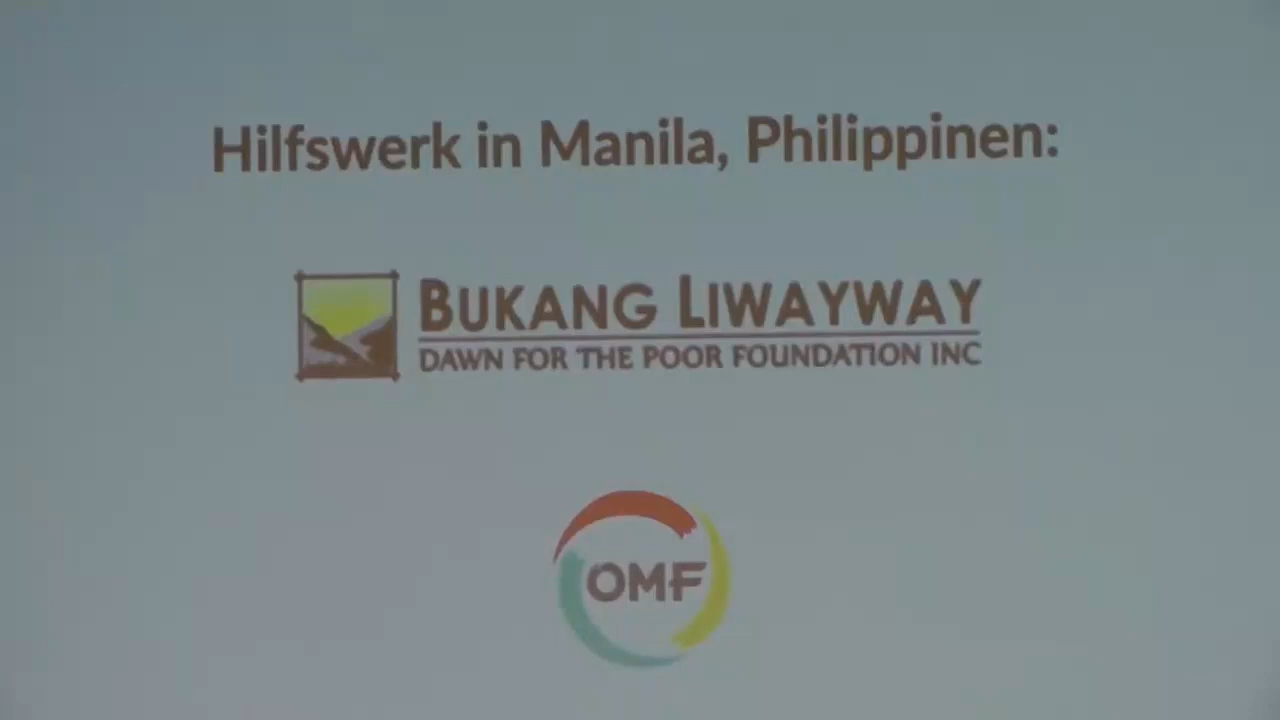 Hilfswerk in Manila, Philippinen:
BUKANG LIWAYWAY
DAWN FOR THE POOR FOUNDATION INC
OMF